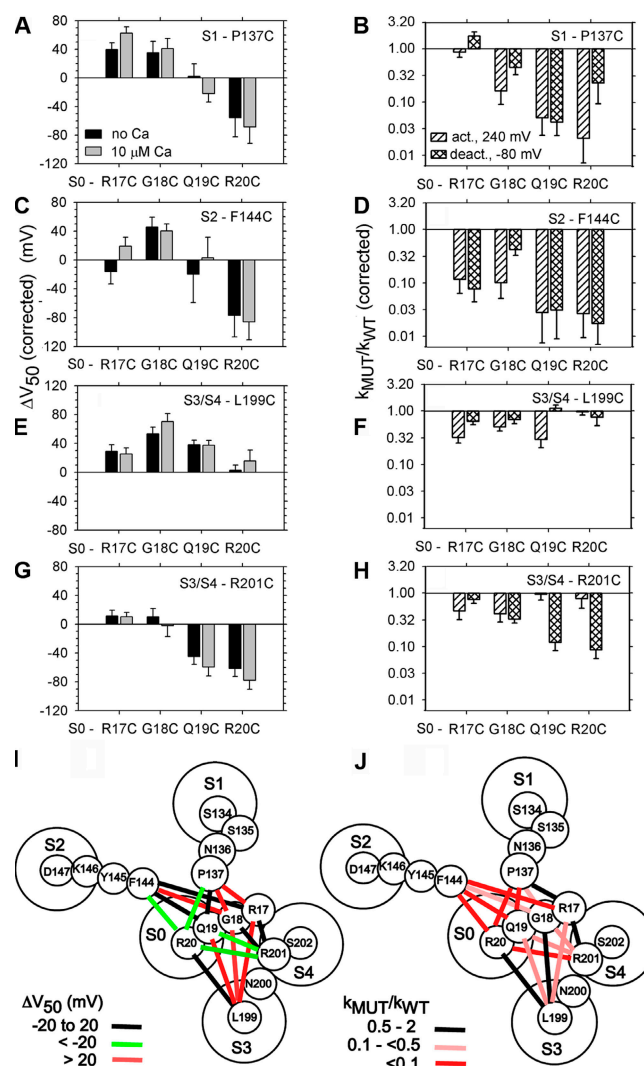 A
80
40
0
-40
-80
-120
S1 - P137C
no Ca
10 μM Ca
S0 - R17C G18C Q19C R20C
B
3.20
1.00
0.32
0.10
0.03
0.01
S1 - P137C
act., 240 mV
deact., -80 mV
S0 - R17C G18C Q19C R20C
C
80
40
0
-40
-80
-120
S2 - F144C
S0 - R17C G18C Q19C R20C
D
3.20
1.00
0.32
0.10
0.03
0.01
S2 - F144C
S0 - R17C G18C Q19C R20C
ΔV50 (corrected) (mV)
kMUT/kWT (corrected)
E
120
80
40
0
-40
-80
S3/S4 - L199C
S0 - R17C G18C Q19C R20C
F
3.20
1.00
0.32
0.10
0.03
0.01
S3/S4 - L199C
S0 - R17C G18C Q19C R20C
G
80
40
0
-40
-80
-120
S3/S4 - R201C
S0 - R17C G18C Q19C R20C
H
3.20
1.00
0.32
0.10
0.03
0.01
S3/S4 - R201C
S0 - R17C G18C Q19C R20C
I
S1
S134
S135
N136
P137
S2
D147
K146
Y145
F144
R17
G18
Q19
R20
S0
R201
S202
S4
N200
L199
S3
ΔV50 (mV)
-20 to 20
< -20
> 20
J
S1
S134
S135
N136
P137
S2
D147
K146
Y145
F144
R17
G18
Q19
R20
S0
R201
S202
S4
N200
L199
S3
kMUT/kWT
0.5 - 2
0.1 - <0.5
<0.1